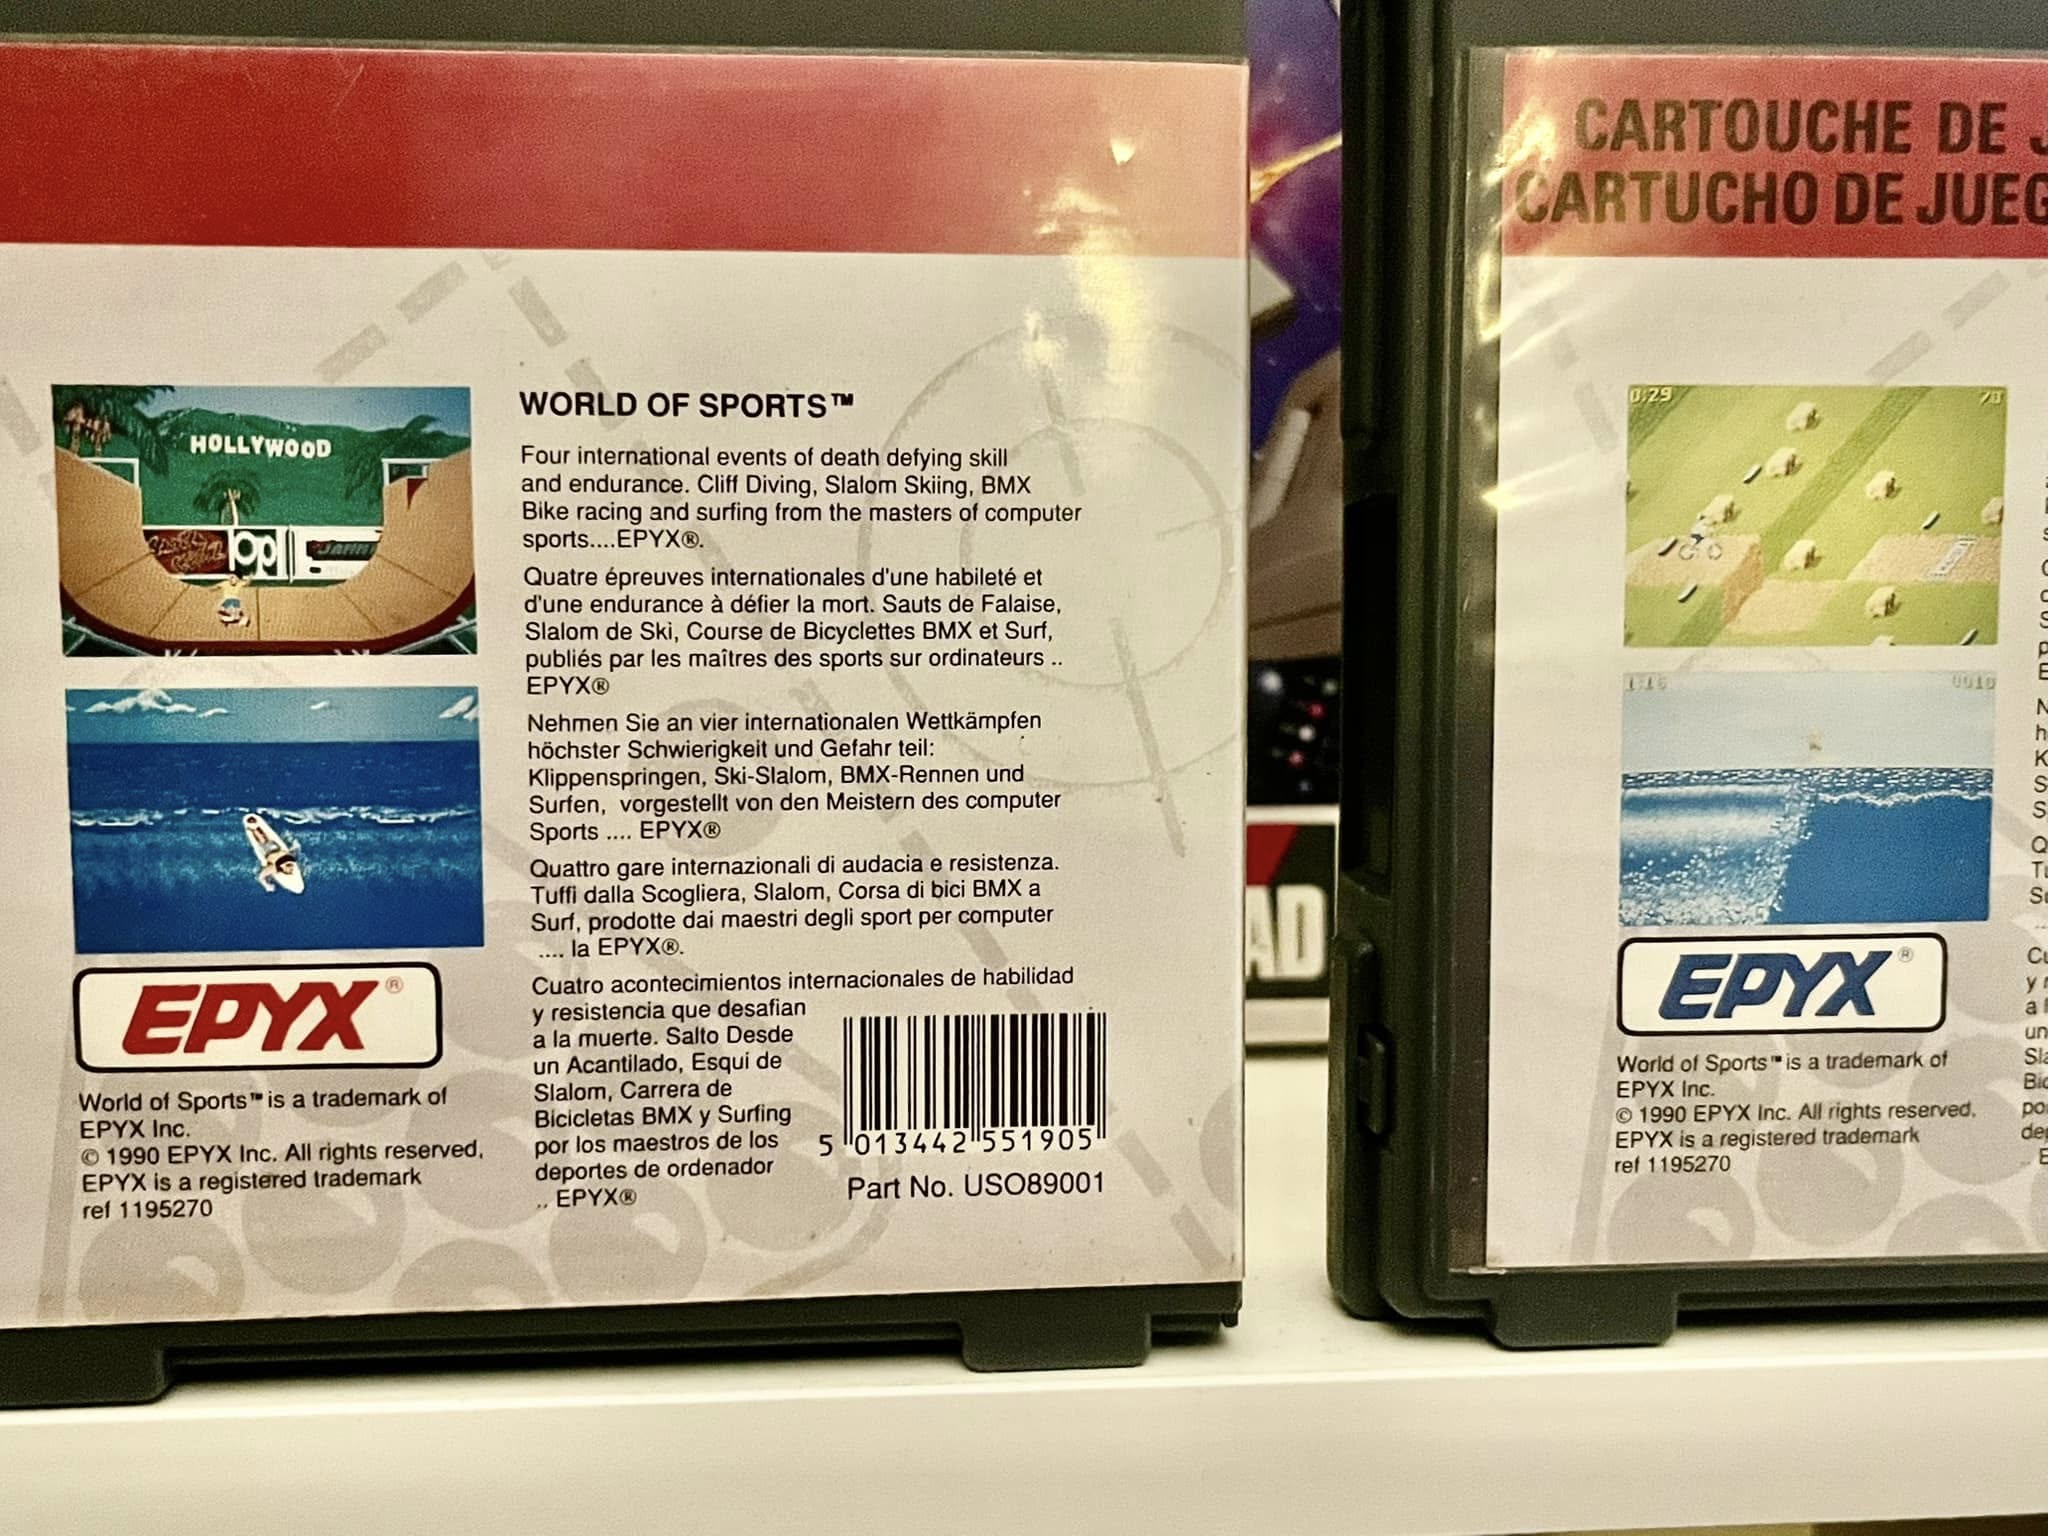 HOLLYWOOD
top
WORLD OF SPORTS™
Four international events of death defying skill
and endurance. Cliff Diving, Slalom Skiing, BMX
Bike racing and surfing from the masters of computer
sports....EPYX®.
Quatre épreuves internationales d'une habileté et
d'une endurance à défier la mort. Sauts de Falaise,
Slalom de Ski, Course de Bicyclettes BMX et Surf,
publiés par les maîtres des sports sur ordinateurs ..
EPYX®
Nehmen Sie an vier internationalen Wettkämpfen
höchster Schwierigkeit und Gefahr teil:
Klippenspringen, Ski-Slalom, BMX-Rennen und
Surfen, vorgestellt von den Meistern des computer
Sports .... EPYX®
Quattro gare internazionali di audacia e resistenza.
Tuffi dalla Scogliera, Slalom, Corsa di bici BMX a
Surf, prodotte dai maestri degli sport per computer
.... la EPYX®.
Cuatro acontecimientos internacionales de habilidad
y resistencia que desafian
a la muerte. Salto Desde
un Acantilado, Esqui de
Slalom, Carrera de
Bicicletas BMX y Surfing
por los maestros de los
deportes de ordenador
.. EPYX®
5 013442 551905
Part No. USO89001
EPYX®
World of Sports™ is a trademark of
EPYX Inc.
© 1990 EPYX Inc. All rights reserved,
EPYX is a registered trademark
ref 1195270
AD
CARTOUCHE DE J
CARTUCHO DE JUEG
0:29
1:16 0010
EPYX®
World of Sports™ is a trademark of
EPYX Inc.
© 1990 EPYX Inc. All rights reserved,
EPYX is a registered trademark
ref 1195270